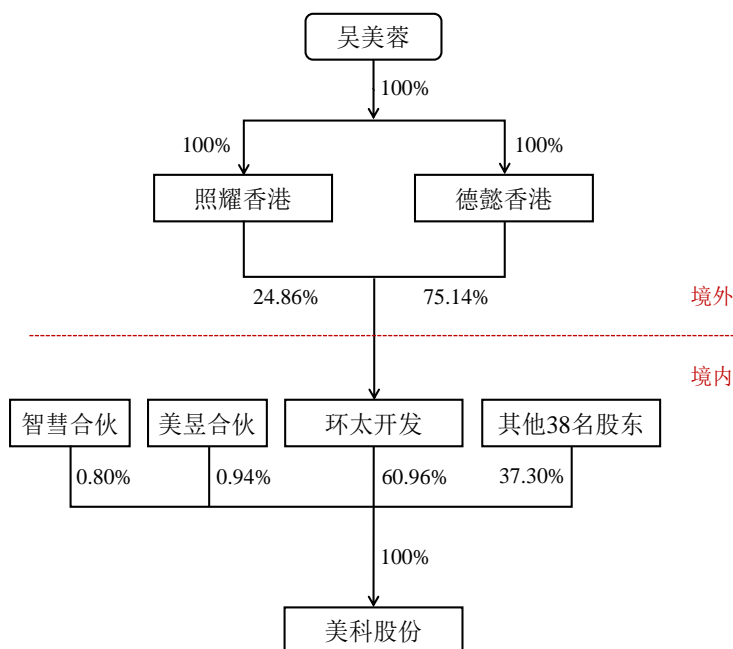 吴美蓉
100%
100%
100%
照耀香港
德懿香港
24.86%
75.14%
境外
境内
智彗合伙
美昱合伙
环太开发
其他38名股东
0.80%
0.94%
60.96%
37.30%
100%
美科股份